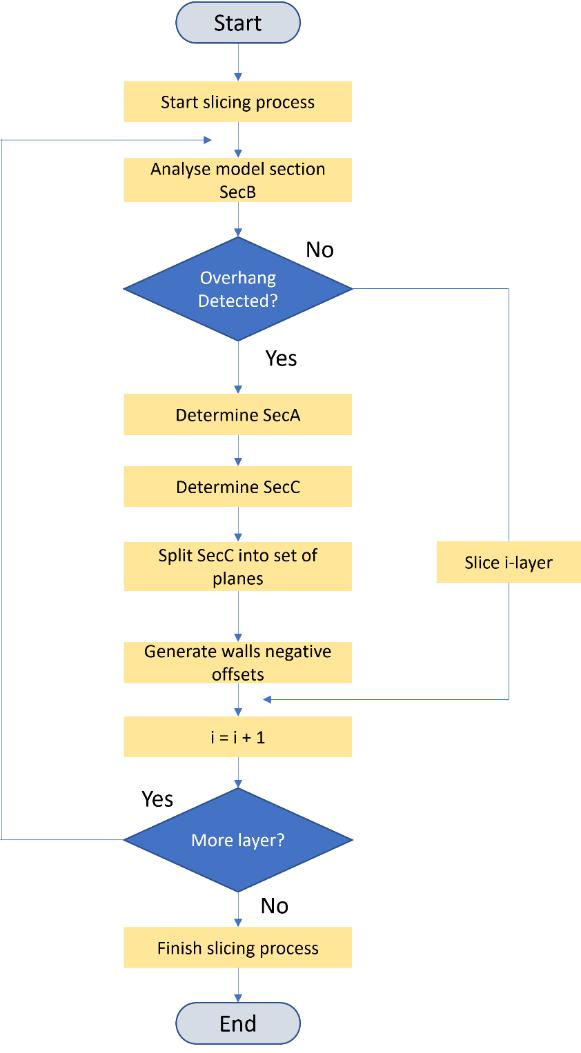 Start
Start slicing process
Analyse model section
SecB
No
Overhang
Detected?
Yes
Determine SecA
Determine SecC
Split SecC into set of
planes
Slice i-layer
Generate walls negative
offsets
i = i + 1
Yes
More layer?
No
Finish slicing process
End